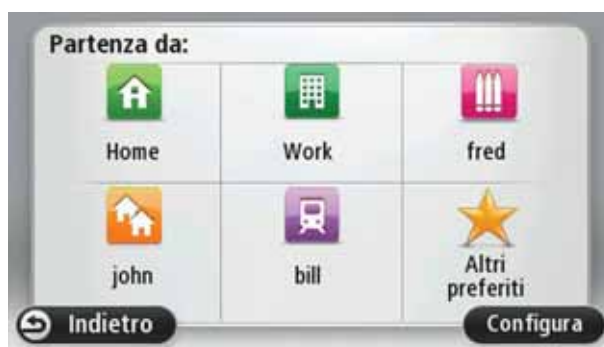 Partenza da:
Home
Work
fred
john
bill
Altri
preferiti
Indietro
Configura